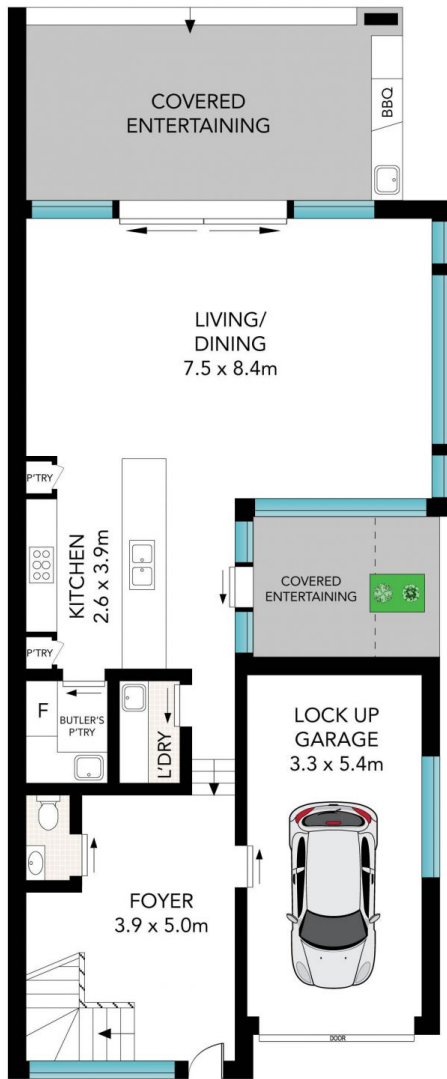 COVERED
ENTERTAINING
BBQ
LIVING/
DINING
7.5 x 8.4m
P'TRY
KITCHEN
2.6 x 3.9m
COVERED
ENTERTAINING
P'TRY
F
BUTLER'S
P'TRY
L'DRY
LOCK UP
GARAGE
3.3 x 5.4m
FOYER
3.9 x 5.0m
DOOR